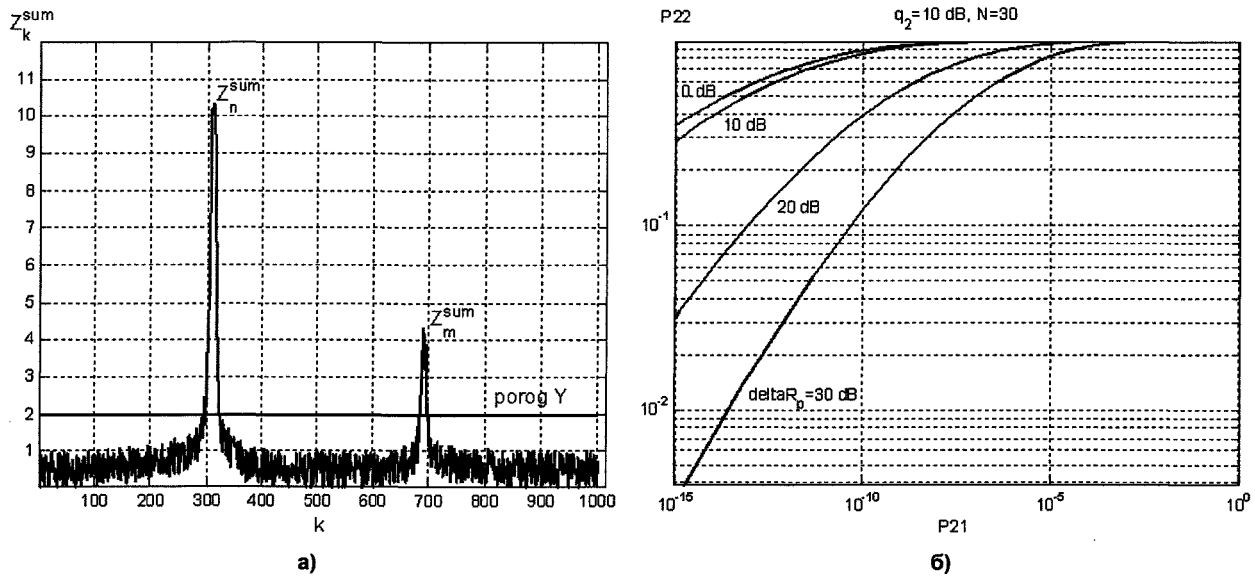 Z_k^sum
11
10
9
8
7
6
5
4
3
2
1
Z_n^sum
Z_m^sum
porog Y
100 200 300 400 500 600 700 800 900 1000
k
а)
P22
q_2=10 dB, N=30
0 dB
10 dB
20 dB
deltaR_p=30 dB
10^-1
10^-2
10^-15 10^-10 10^-5 10^0
P21
б)